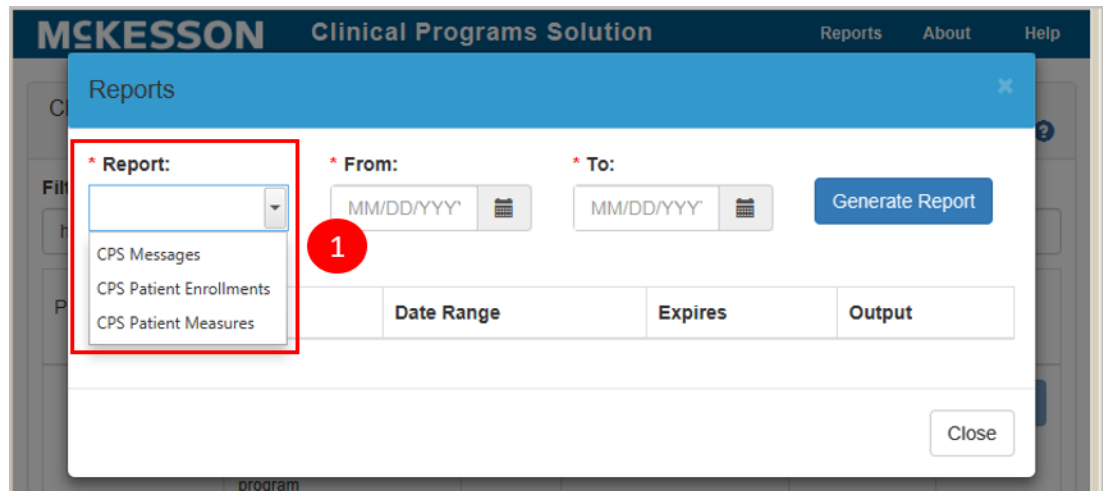 MCKESSON Clinical Programs Solution Reports About Help
Reports ×
* Report: * From: * To:
MM/DD/YYY MM/DD/YYY Generate Report
CPS Messages
1
CPS Patient Enrollments
CPS Patient Measures
Date Range Expires Output
Close
program